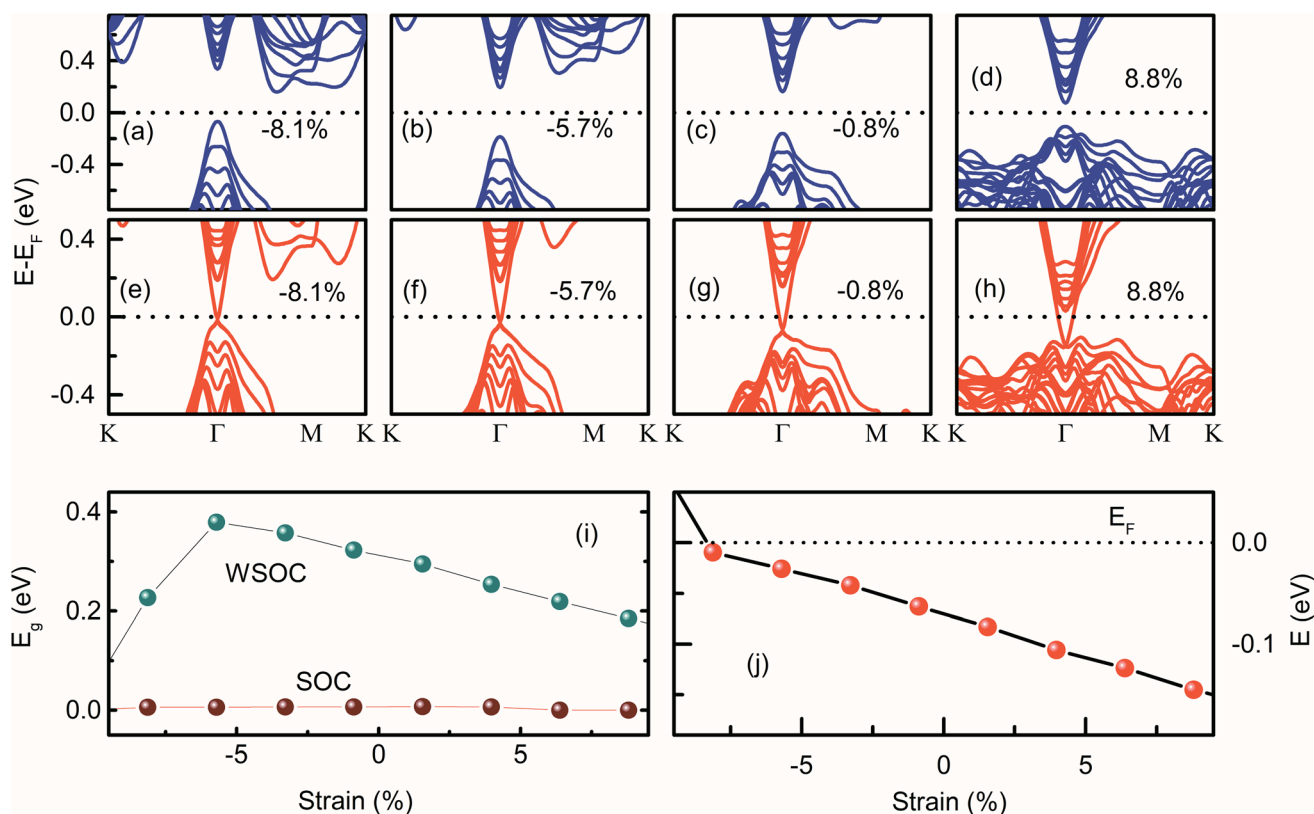 0.4
0.0
-0.4
(a)
-8.1%
(b)
-5.7%
(c)
-0.8%
(d)
8.8%
E-E_F (eV)
0.4
0.0
-0.4
(e)
-8.1%
(f)
-5.7%
(g)
-0.8%
(h)
8.8%
K Γ M K K Γ M K K Γ M K K Γ M K
0.4
0.2
0.0
E_g (eV)
(i)
WSOC
SOC
-5 0 5
Strain (%)
E_F
(j)
0.0
-0.1
E (eV)
-5 0 5
Strain (%)